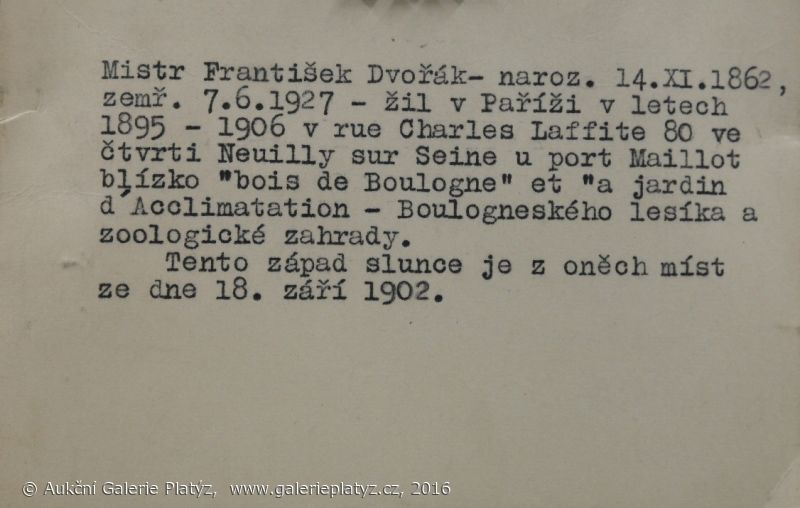 Mistr František Dvořák- naroz. 14.XI.1862,
zemř. 7.6.1927 - žil v Paříži v letech
1895 - 1906 v rue Charles Laffite 80 ve
čtvrti Neuilly sur Seine u port Maillot
blízko "bois de Boulogne" et "a jardin
d´Acclimatation - Boulogneského lesíka a
zoologické zahrady.
Tento západ slunce je z oněch míst
ze dne 18. září 1902.
© Aukční Galerie Platýz, www.galerieplatyz.cz, 2016